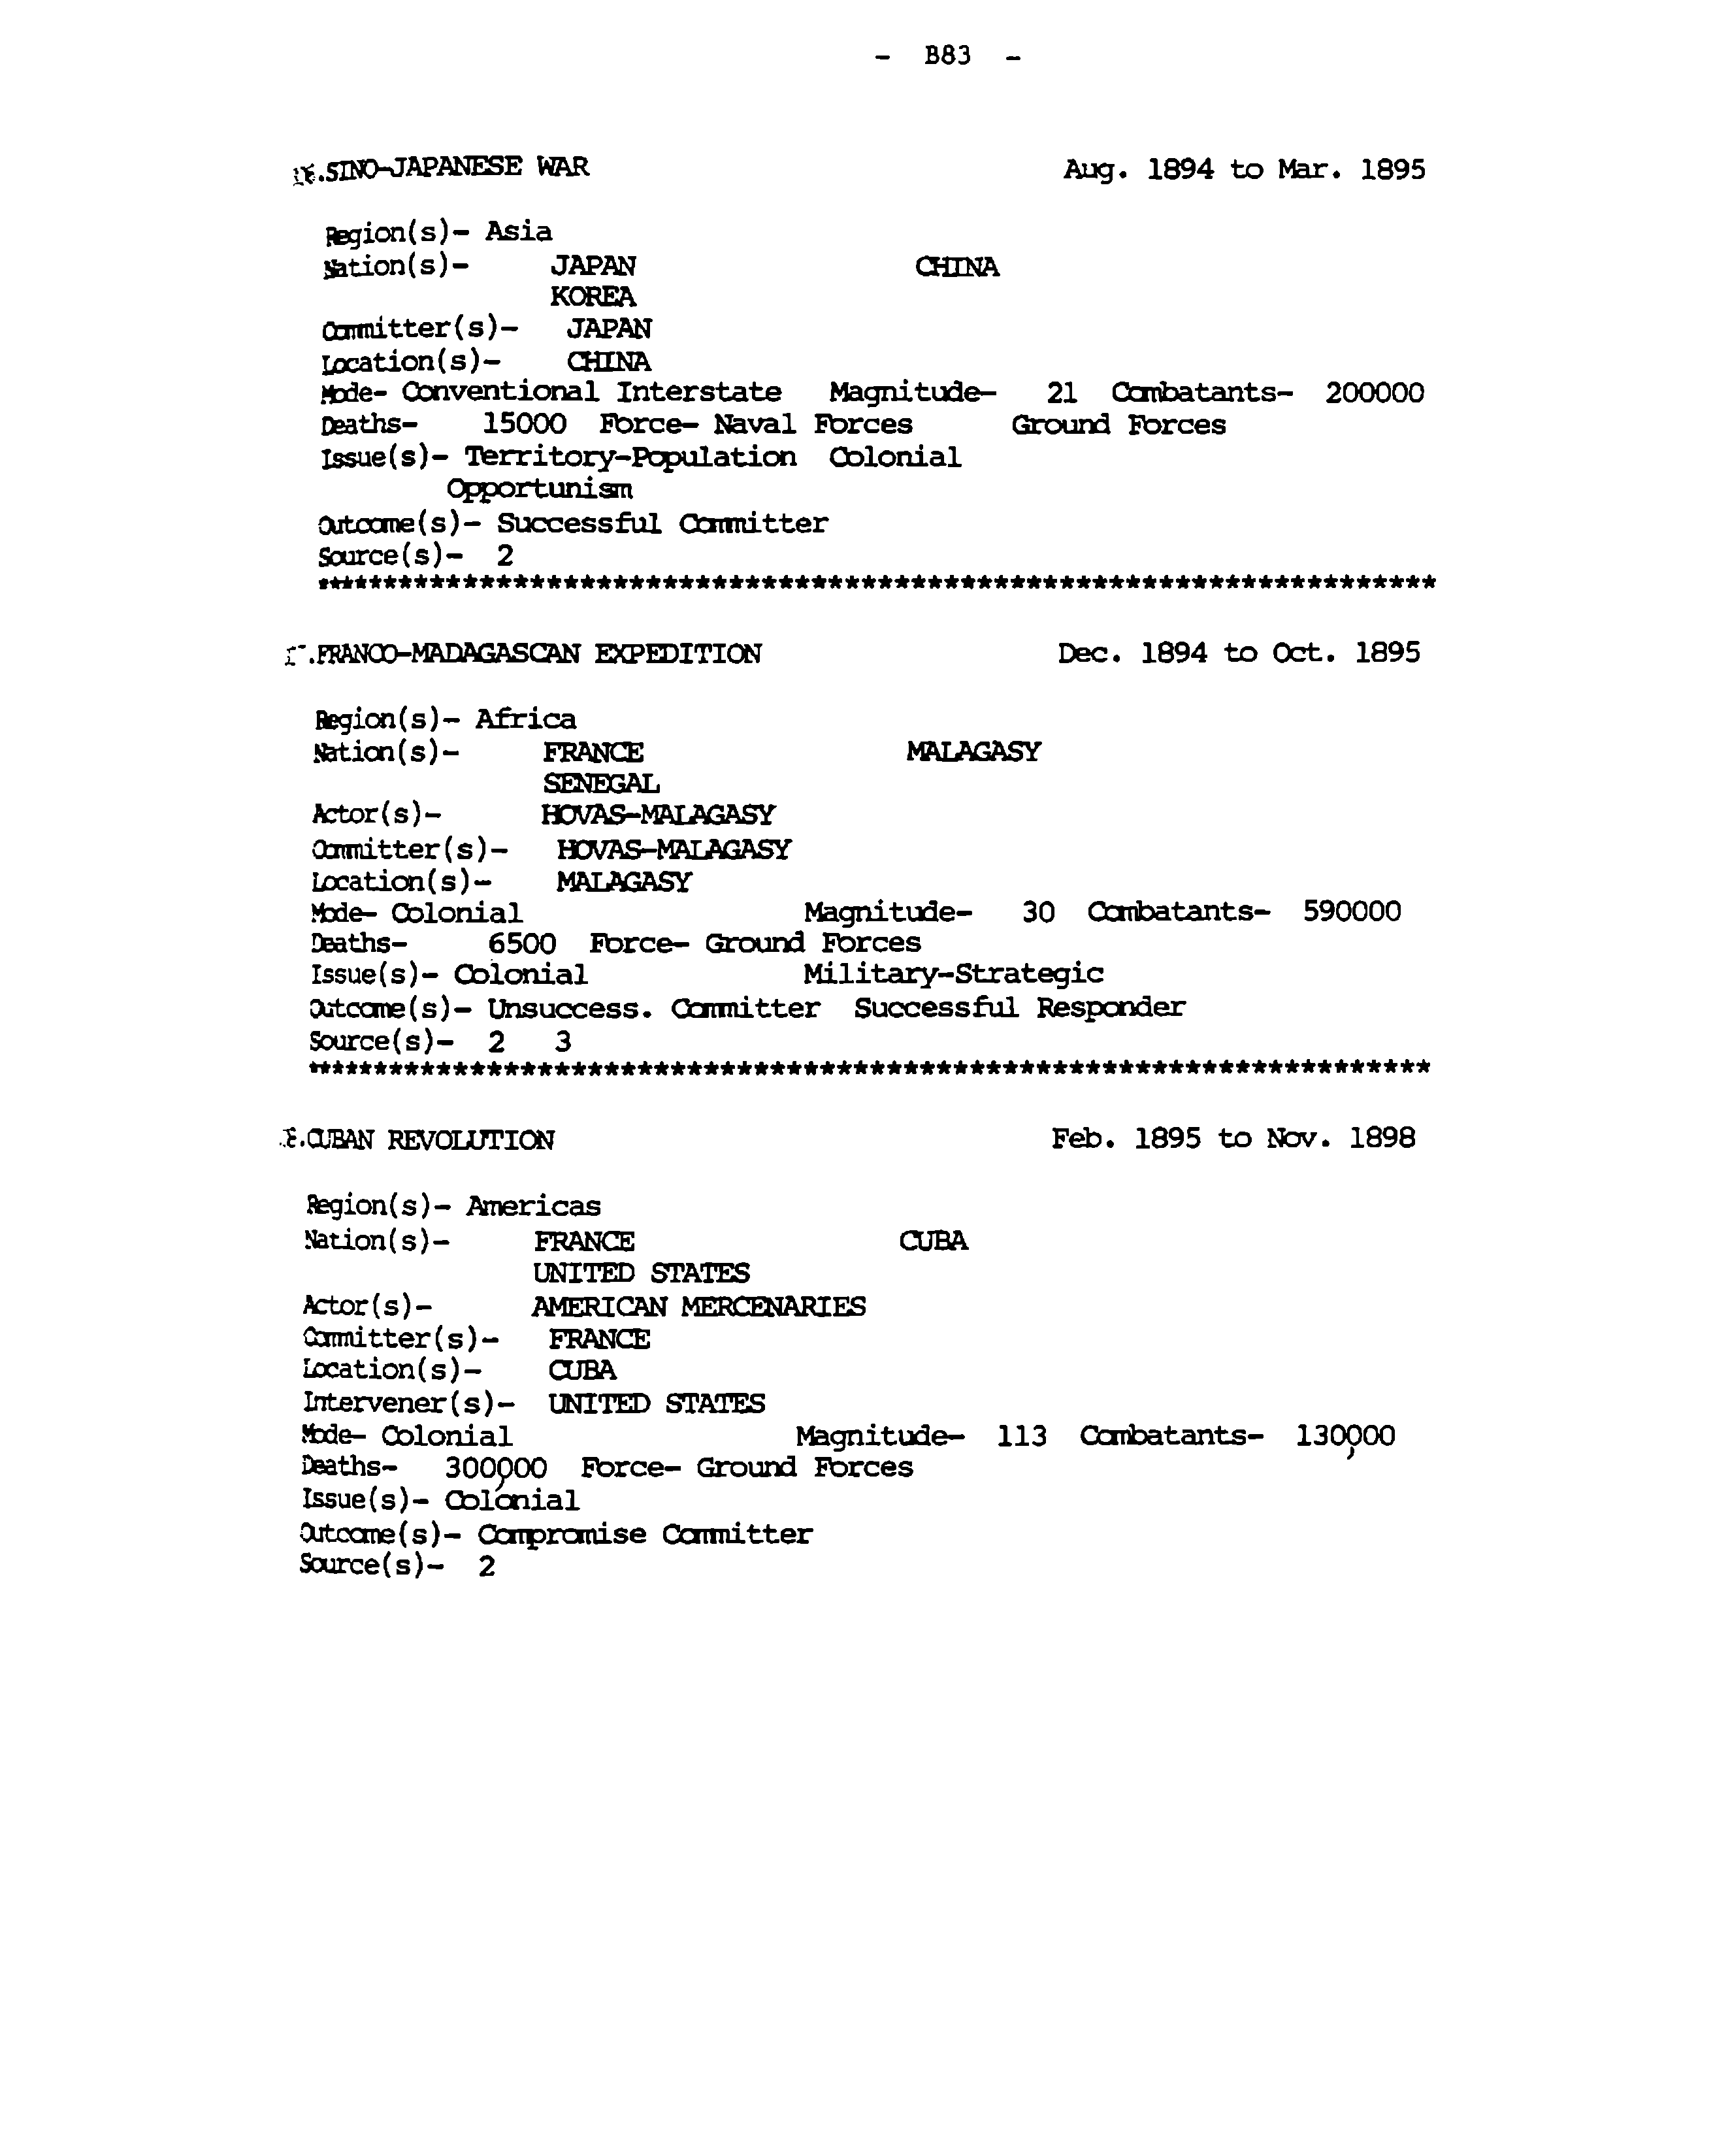 - B83 -
SINO-JAPANESE WAR Aug. 1894 to Mar. 1895
Region(s)- Asia
Nation(s)- JAPAN CHINA
KOREA
Committer(s)- JAPAN
Location(s)- CHINA
Mode- Conventional Interstate Magnitude- 21 Combatants- 200000
Deaths- 15000 Force- Naval Forces Ground Forces
Issue(s)- Territory-Population Colonial
Opportunism
Outcome(s)- Successful Committer
Source(s)- 2
********************************************************************
FRANCO-MADAGASCAN EXPEDITION Dec. 1894 to Oct. 1895
Region(s)- Africa
Nation(s)- FRANCE MALAGASY
SENEGAL
Actor(s)- HOVAS-MALAGASY
Committer(s)- HOVAS-MALAGASY
Location(s)- MALAGASY
Mode- Colonial Magnitude- 30 Combatants- 590000
Deaths- 6500 Force- Ground Forces
Issue(s)- Colonial Military-Strategic
Outcome(s)- Unsuccess. Committer Successful Responder
Source(s)- 2 3
********************************************************************
CUBAN REVOLUTION Feb. 1895 to Nov. 1898
Region(s)- Americas
Nation(s)- FRANCE CUBA
UNITED STATES
Actor(s)- AMERICAN MERCENARIES
Committer(s)- FRANCE
Location(s)- CUBA
Intervener(s)- UNITED STATES
Mode- Colonial Magnitude- 113 Combatants- 130,000
Deaths- 300,000 Force- Ground Forces
Issue(s)- Colonial
Outcome(s)- Compromise Committer
Source(s)- 2